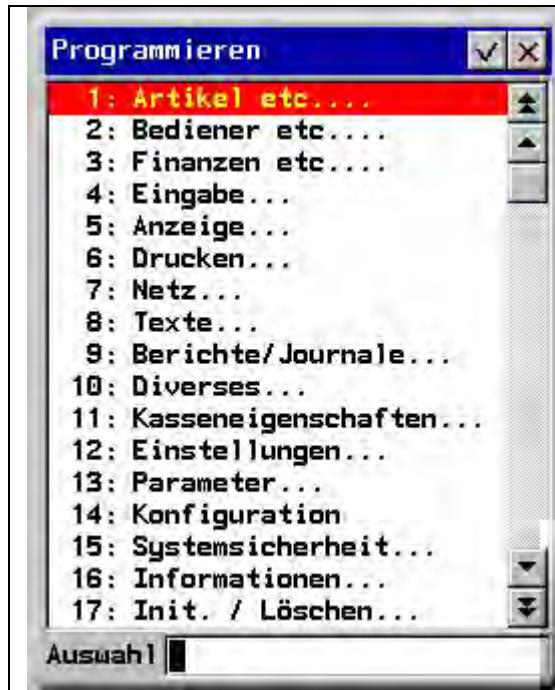 Programmieren
1: Artikel etc....
2: Bediener etc....
3: Finanzen etc....
4: Eingabe...
5: Anzeige...
6: Drucken...
7: Netz...
8: Texte...
9: Berichte/Journale...
10: Diverses...
11: Kasseneigenschaften...
12: Einstellungen...
13: Parameter...
14: Konfiguration
15: Systemsicherheit...
16: Informationen...
17: Init. / Löschen...
Auswahl